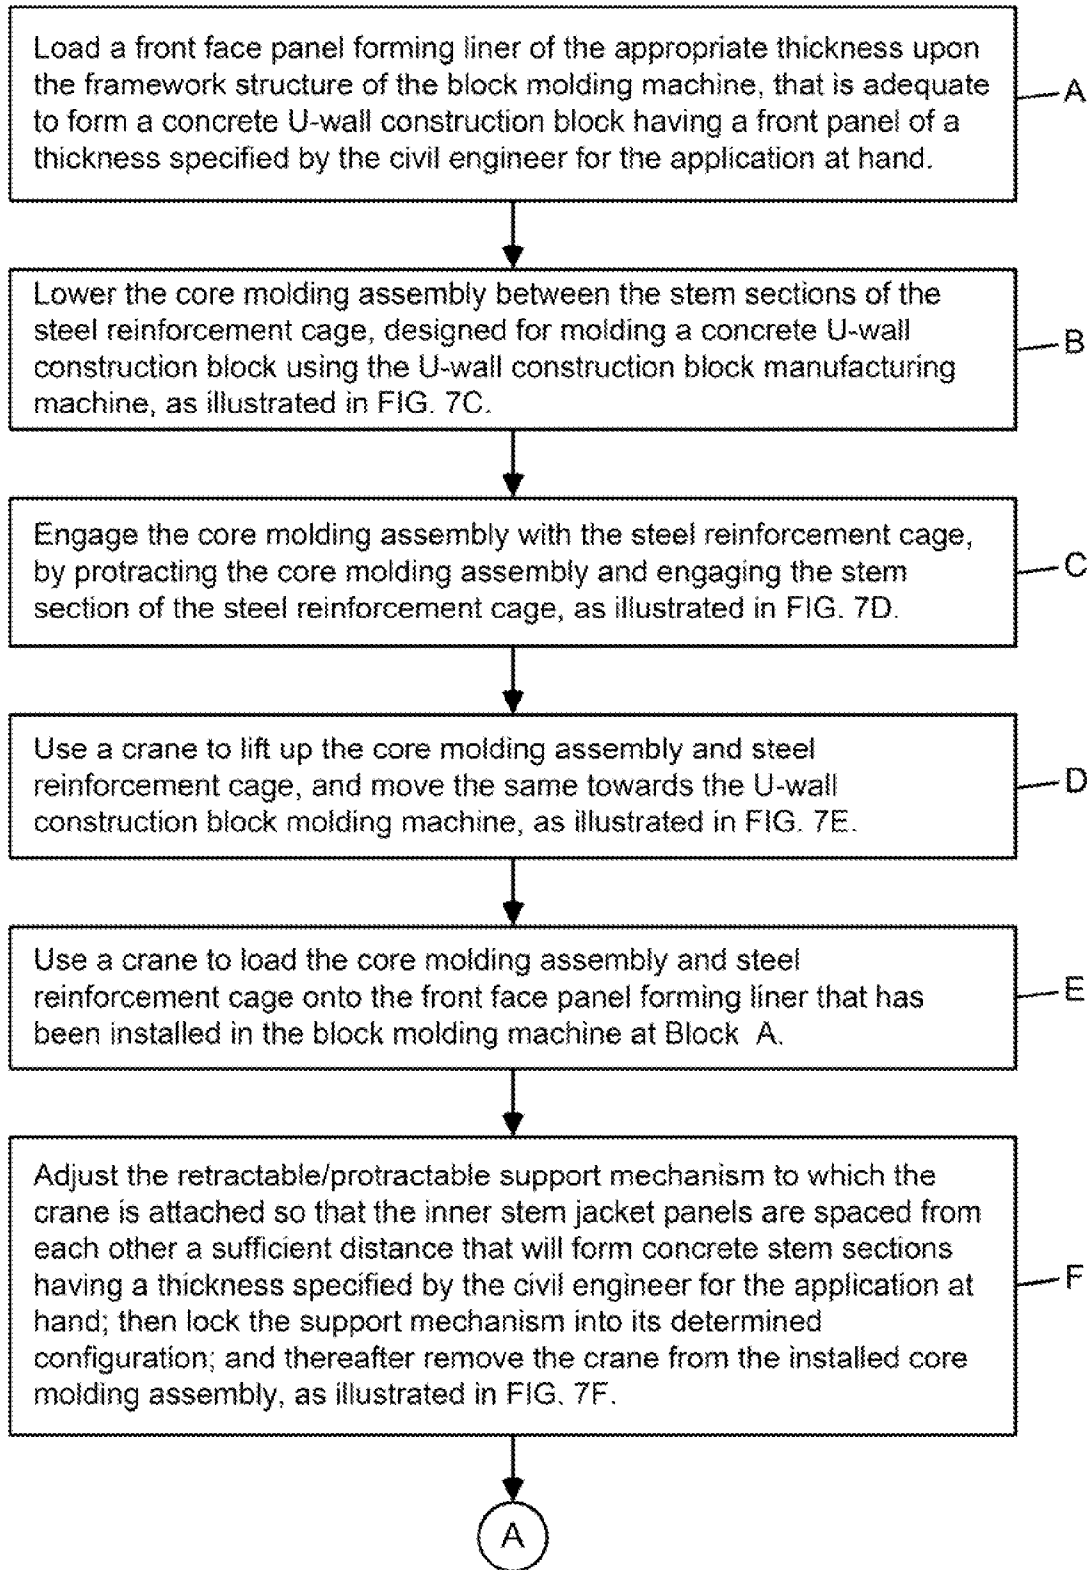 Load a front face panel forming liner of the appropriate thickness upon
the framework structure of the block molding machine, that is adequate
to form a concrete U-wall construction block having a front panel of a
thickness specified by the civil engineer for the application at hand.
A
Lower the core molding assembly between the stem sections of the
steel reinforcement cage, designed for molding a concrete U-wall
construction block using the U-wall construction block manufacturing
machine, as illustrated in FIG. 7C.
B
Engage the core molding assembly with the steel reinforcement cage,
by protracting the core molding assembly and engaging the stem
section of the steel reinforcement cage, as illustrated in FIG. 7D.
C
Use a crane to lift up the core molding assembly and steel
reinforcement cage, and move the same towards the U-wall
construction block molding machine, as illustrated in FIG. 7E.
D
Use a crane to load the core molding assembly and steel
reinforcement cage onto the front face panel forming liner that has
been installed in the block molding machine at Block A.
E
Adjust the retractable/protractable support mechanism to which the
crane is attached so that the inner stem jacket panels are spaced from
each other a sufficient distance that will form concrete stem sections
having a thickness specified by the civil engineer for the application at
hand; then lock the support mechanism into its determined
configuration; and thereafter remove the crane from the installed core
molding assembly, as illustrated in FIG. 7F.
F
A